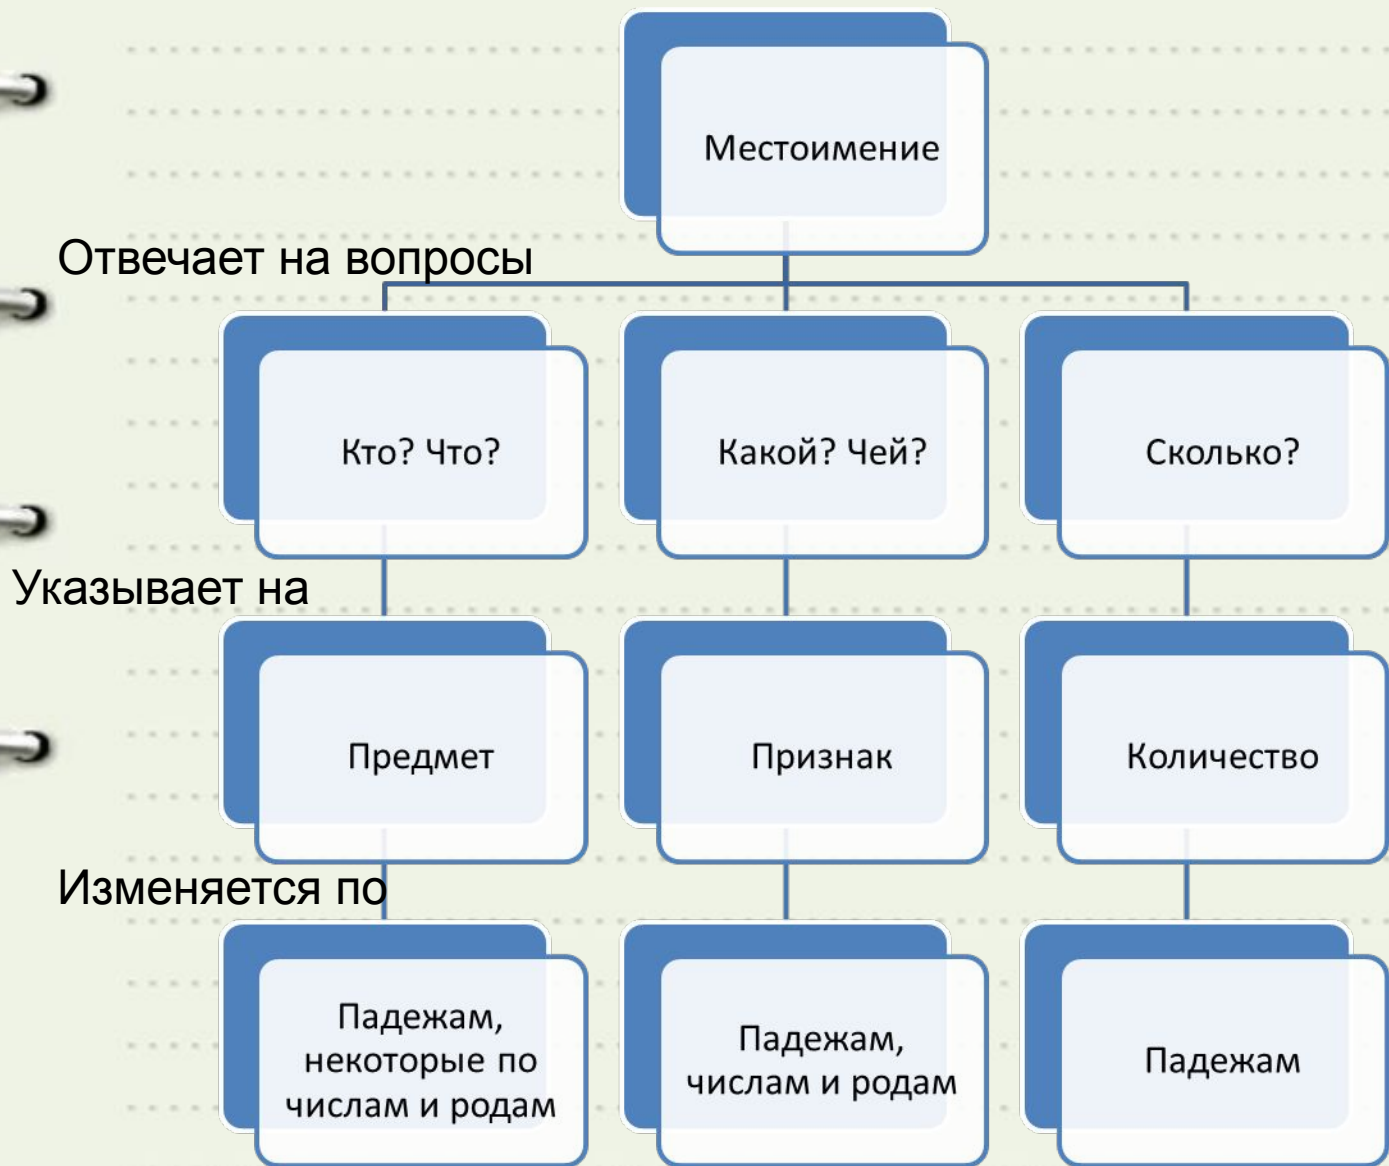 Местоимение
Отвечает на вопросы
Кто? Что?
Какой? Чей?
Сколько?
Указывает на
Предмет
Признак
Количество
Изменяется по
Падежам,
некоторые по
числам и родам
Падежам,
числам и родам
Падежам